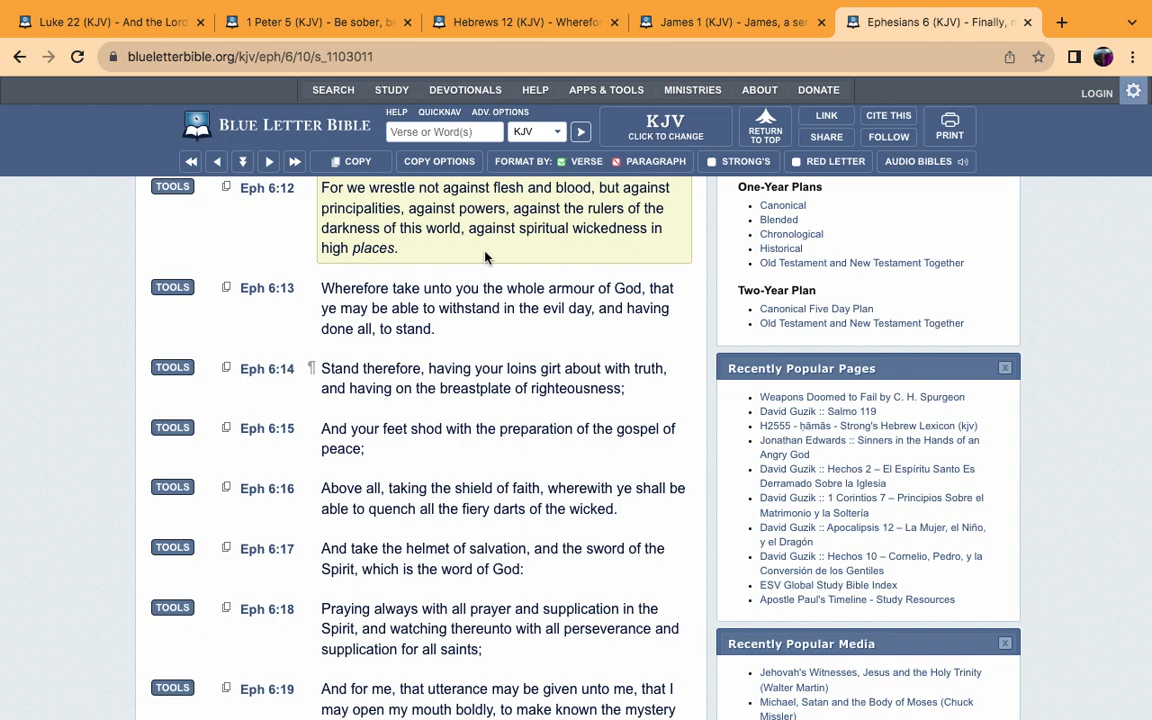 Luke 22 (KJV) - And the Lord
1 Peter 5 (KJV) - Be sober, be
Hebrews 12 (KJV) - Wherefor
James 1 (KJV) - James, a ser
Ephesians 6 (KJV) - Finally, m
blueletterbible.org/kjv/eph/6/10/s_1103011
SEARCH STUDY DEVOTIONALS HELP APPS & TOOLS MINISTRIES ABOUT DONATE
LOGIN
BLUE LETTER BIBLE
HELP QUICKNAV ADV. OPTIONS
Verse or Word(s) KJV
KJV
CLICK TO CHANGE
RETURN
TO TOP
LINK CITE THIS
SHARE FOLLOW
PRINT
COPY COPY OPTIONS FORMAT BY: VERSE PARAGRAPH STRONG'S RED LETTER AUDIO BIBLES
TOOLS Eph 6:12 For we wrestle not against flesh and blood, but against
principalities, against powers, against the rulers of the
darkness of this world, against spiritual wickedness in
high places.
TOOLS Eph 6:13 Wherefore take unto you the whole armour of God, that
ye may be able to withstand in the evil day, and having
done all, to stand.
TOOLS Eph 6:14 ¶ Stand therefore, having your loins girt about with truth,
and having on the breastplate of righteousness;
TOOLS Eph 6:15 And your feet shod with the preparation of the gospel of
peace;
TOOLS Eph 6:16 Above all, taking the shield of faith, wherewith ye shall be
able to quench all the fiery darts of the wicked.
TOOLS Eph 6:17 And take the helmet of salvation, and the sword of the
Spirit, which is the word of God:
TOOLS Eph 6:18 Praying always with all prayer and supplication in the
Spirit, and watching thereunto with all perseverance and
supplication for all saints;
TOOLS Eph 6:19 And for me, that utterance may be given unto me, that I
may open my mouth boldly, to make known the mystery
One-Year Plans
• Canonical
• Blended
• Chronological
• Historical
• Old Testament and New Testament Together
Two-Year Plan
• Canonical Five Day Plan
• Old Testament and New Testament Together
Recently Popular Pages x
• Weapons Doomed to Fail by C. H. Spurgeon
• David Guzik :: Salmo 119
• H2555 - ḥāmās - Strong's Hebrew Lexicon (kjv)
• Jonathan Edwards :: Sinners in the Hands of an
Angry God
• David Guzik :: Hechos 2 – El Espíritu Santo Es
Derramado Sobre la Iglesia
• David Guzik :: 1 Corintios 7 – Principios Sobre el
Matrimonio y la Soltería
• David Guzik :: Apocalipsis 12 – La Mujer, el Niño,
y el Dragón
• David Guzik :: Hechos 10 – Cornelio, Pedro, y la
Conversión de los Gentiles
• ESV Global Study Bible Index
• Apostle Paul's Timeline - Study Resources
Recently Popular Media x
• Jehovah's Witnesses, Jesus and the Holy Trinity
(Walter Martin)
• Michael, Satan and the Body of Moses (Chuck
Missler)